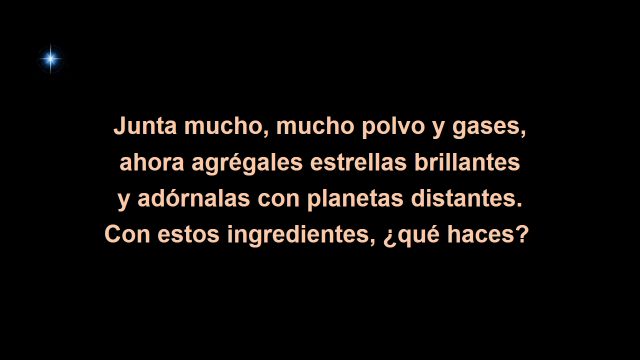 Junta mucho, mucho polvo y gases,
ahora agrégales estrellas brillantes
y adórnalas con planetas distantes.
Con estos ingredientes, ¿qué haces?